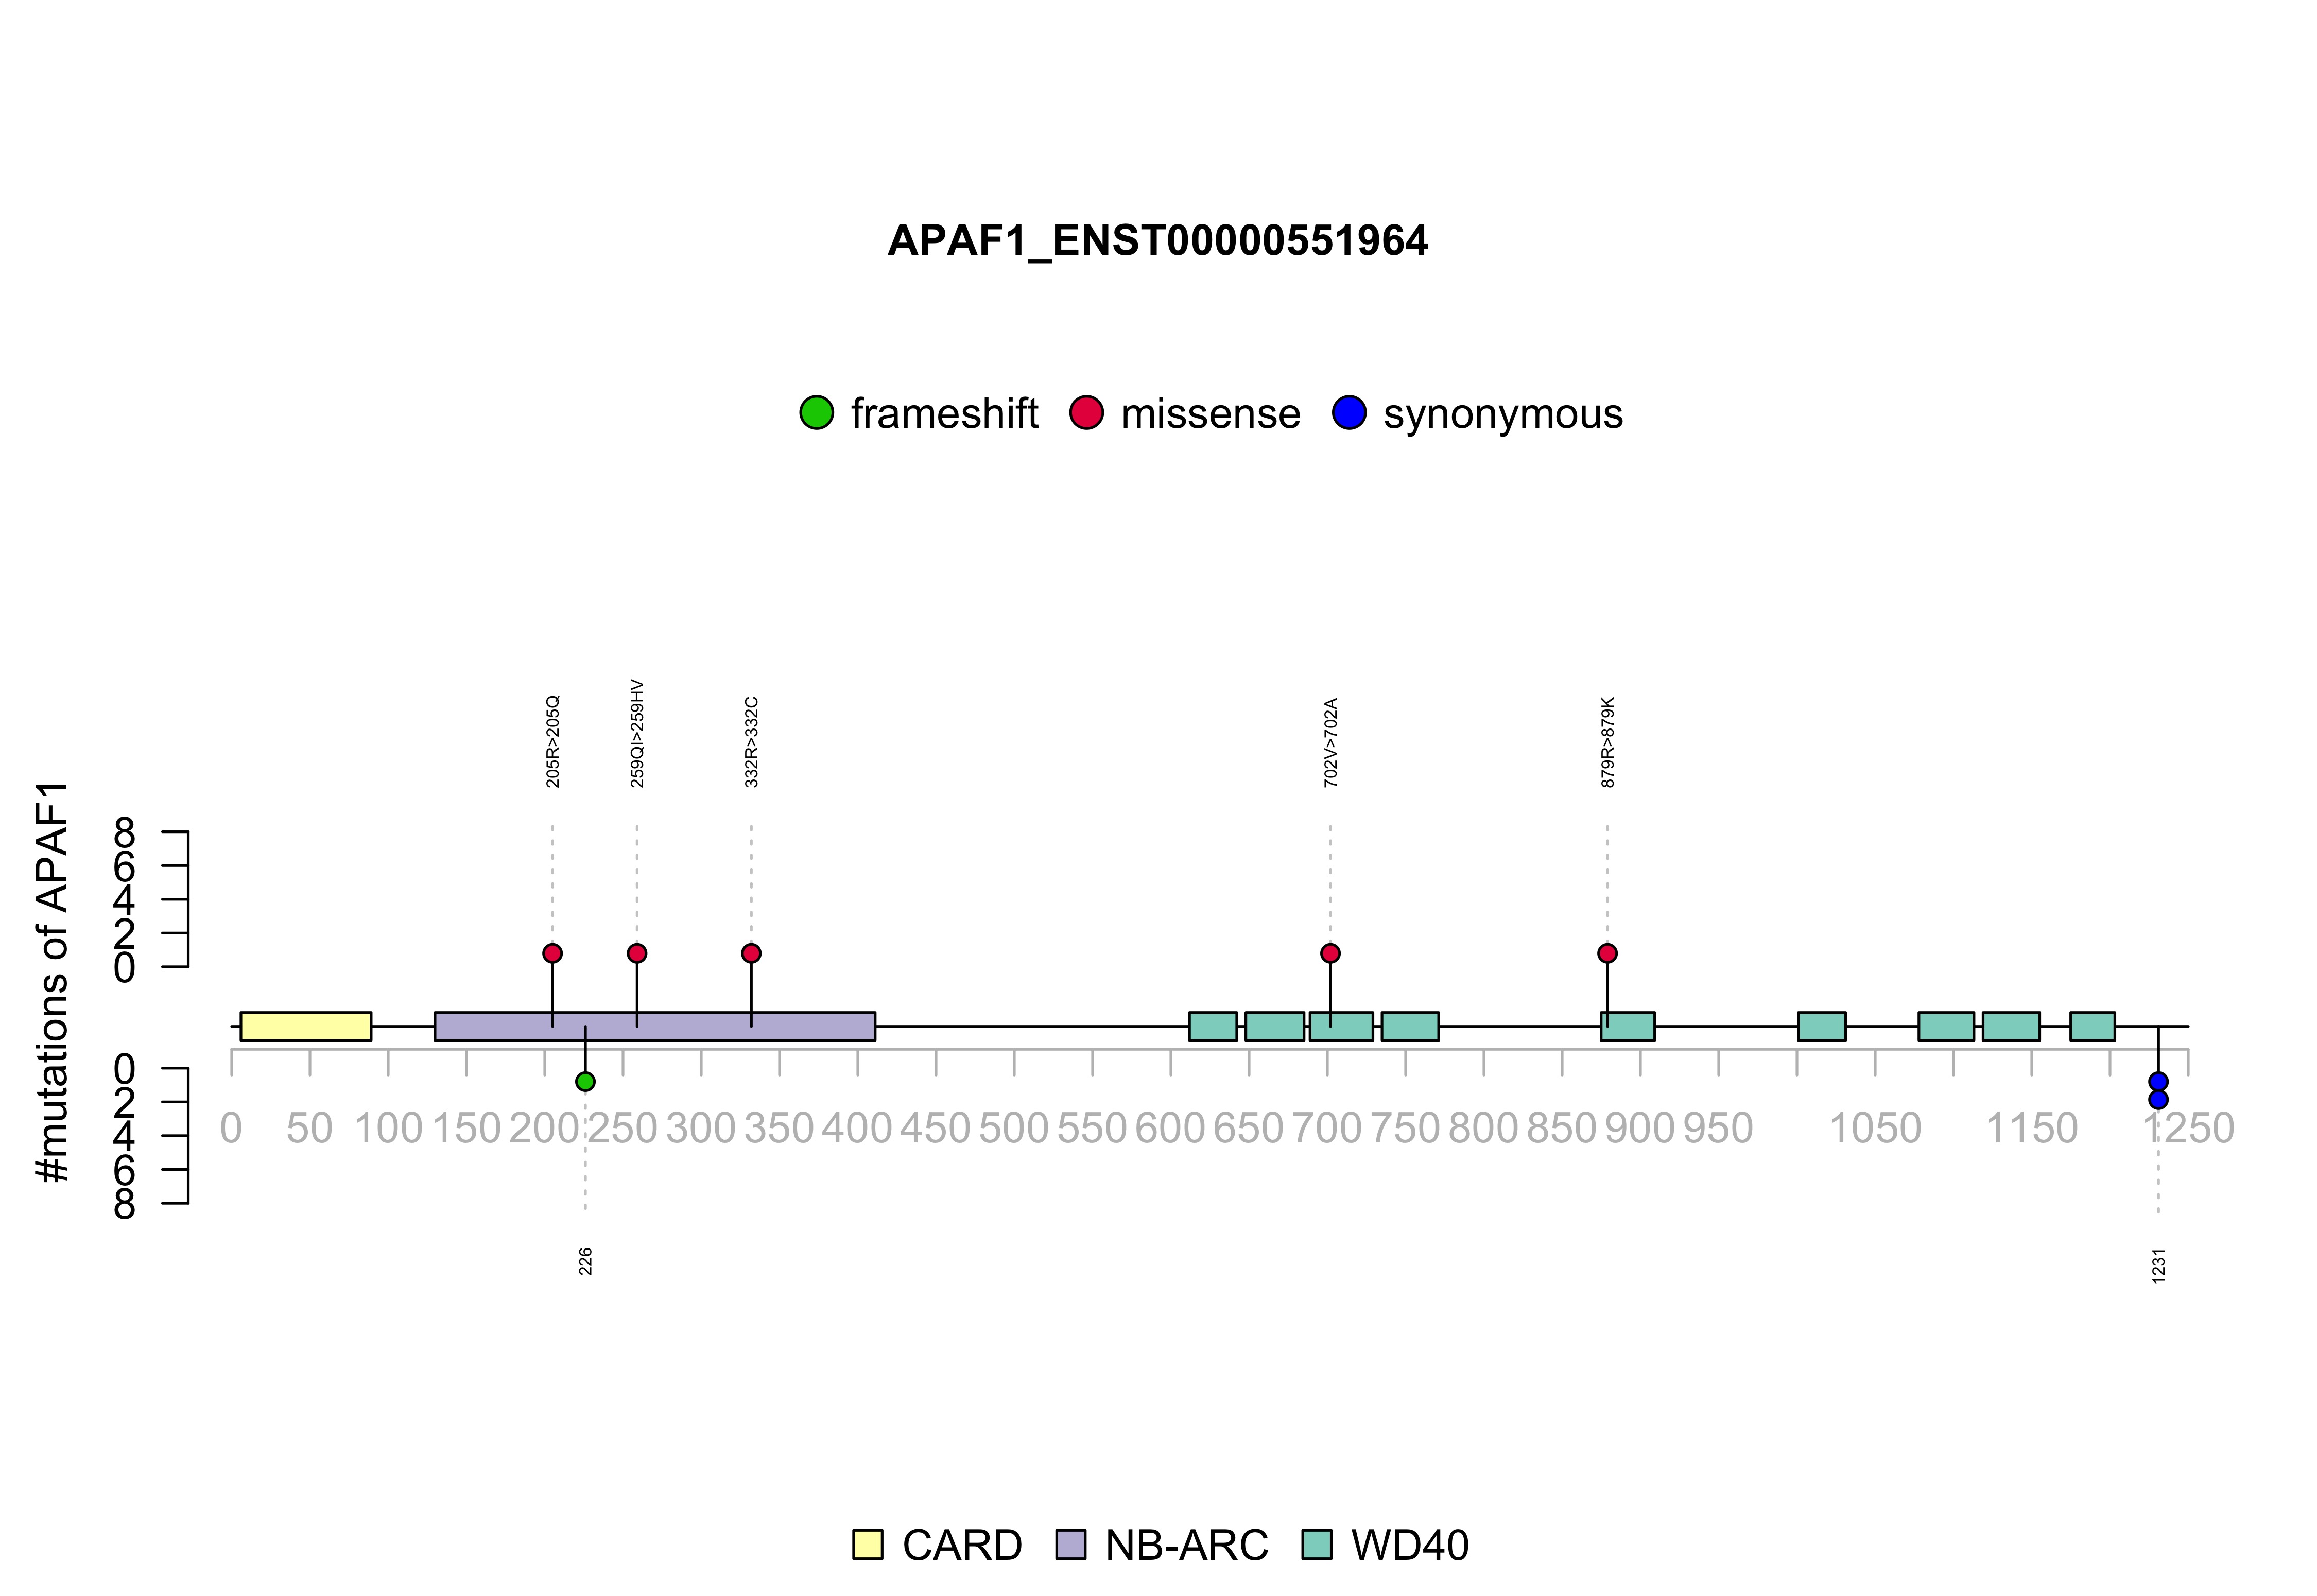 APAF1_ENST00000551964
frameshift missense synonymous
205R>205Q
259QI>259HV
332R>332C
702V>702A
879R>879K
#mutations of APAF1
8
6
4
2
0
0
2
4
6
8
0 50 100 150 200 250 300 350 400 450 500 550 600 650 700 750 800 850 900 950 1050 1150 1250
226
1231
CARD NB-ARC WD40